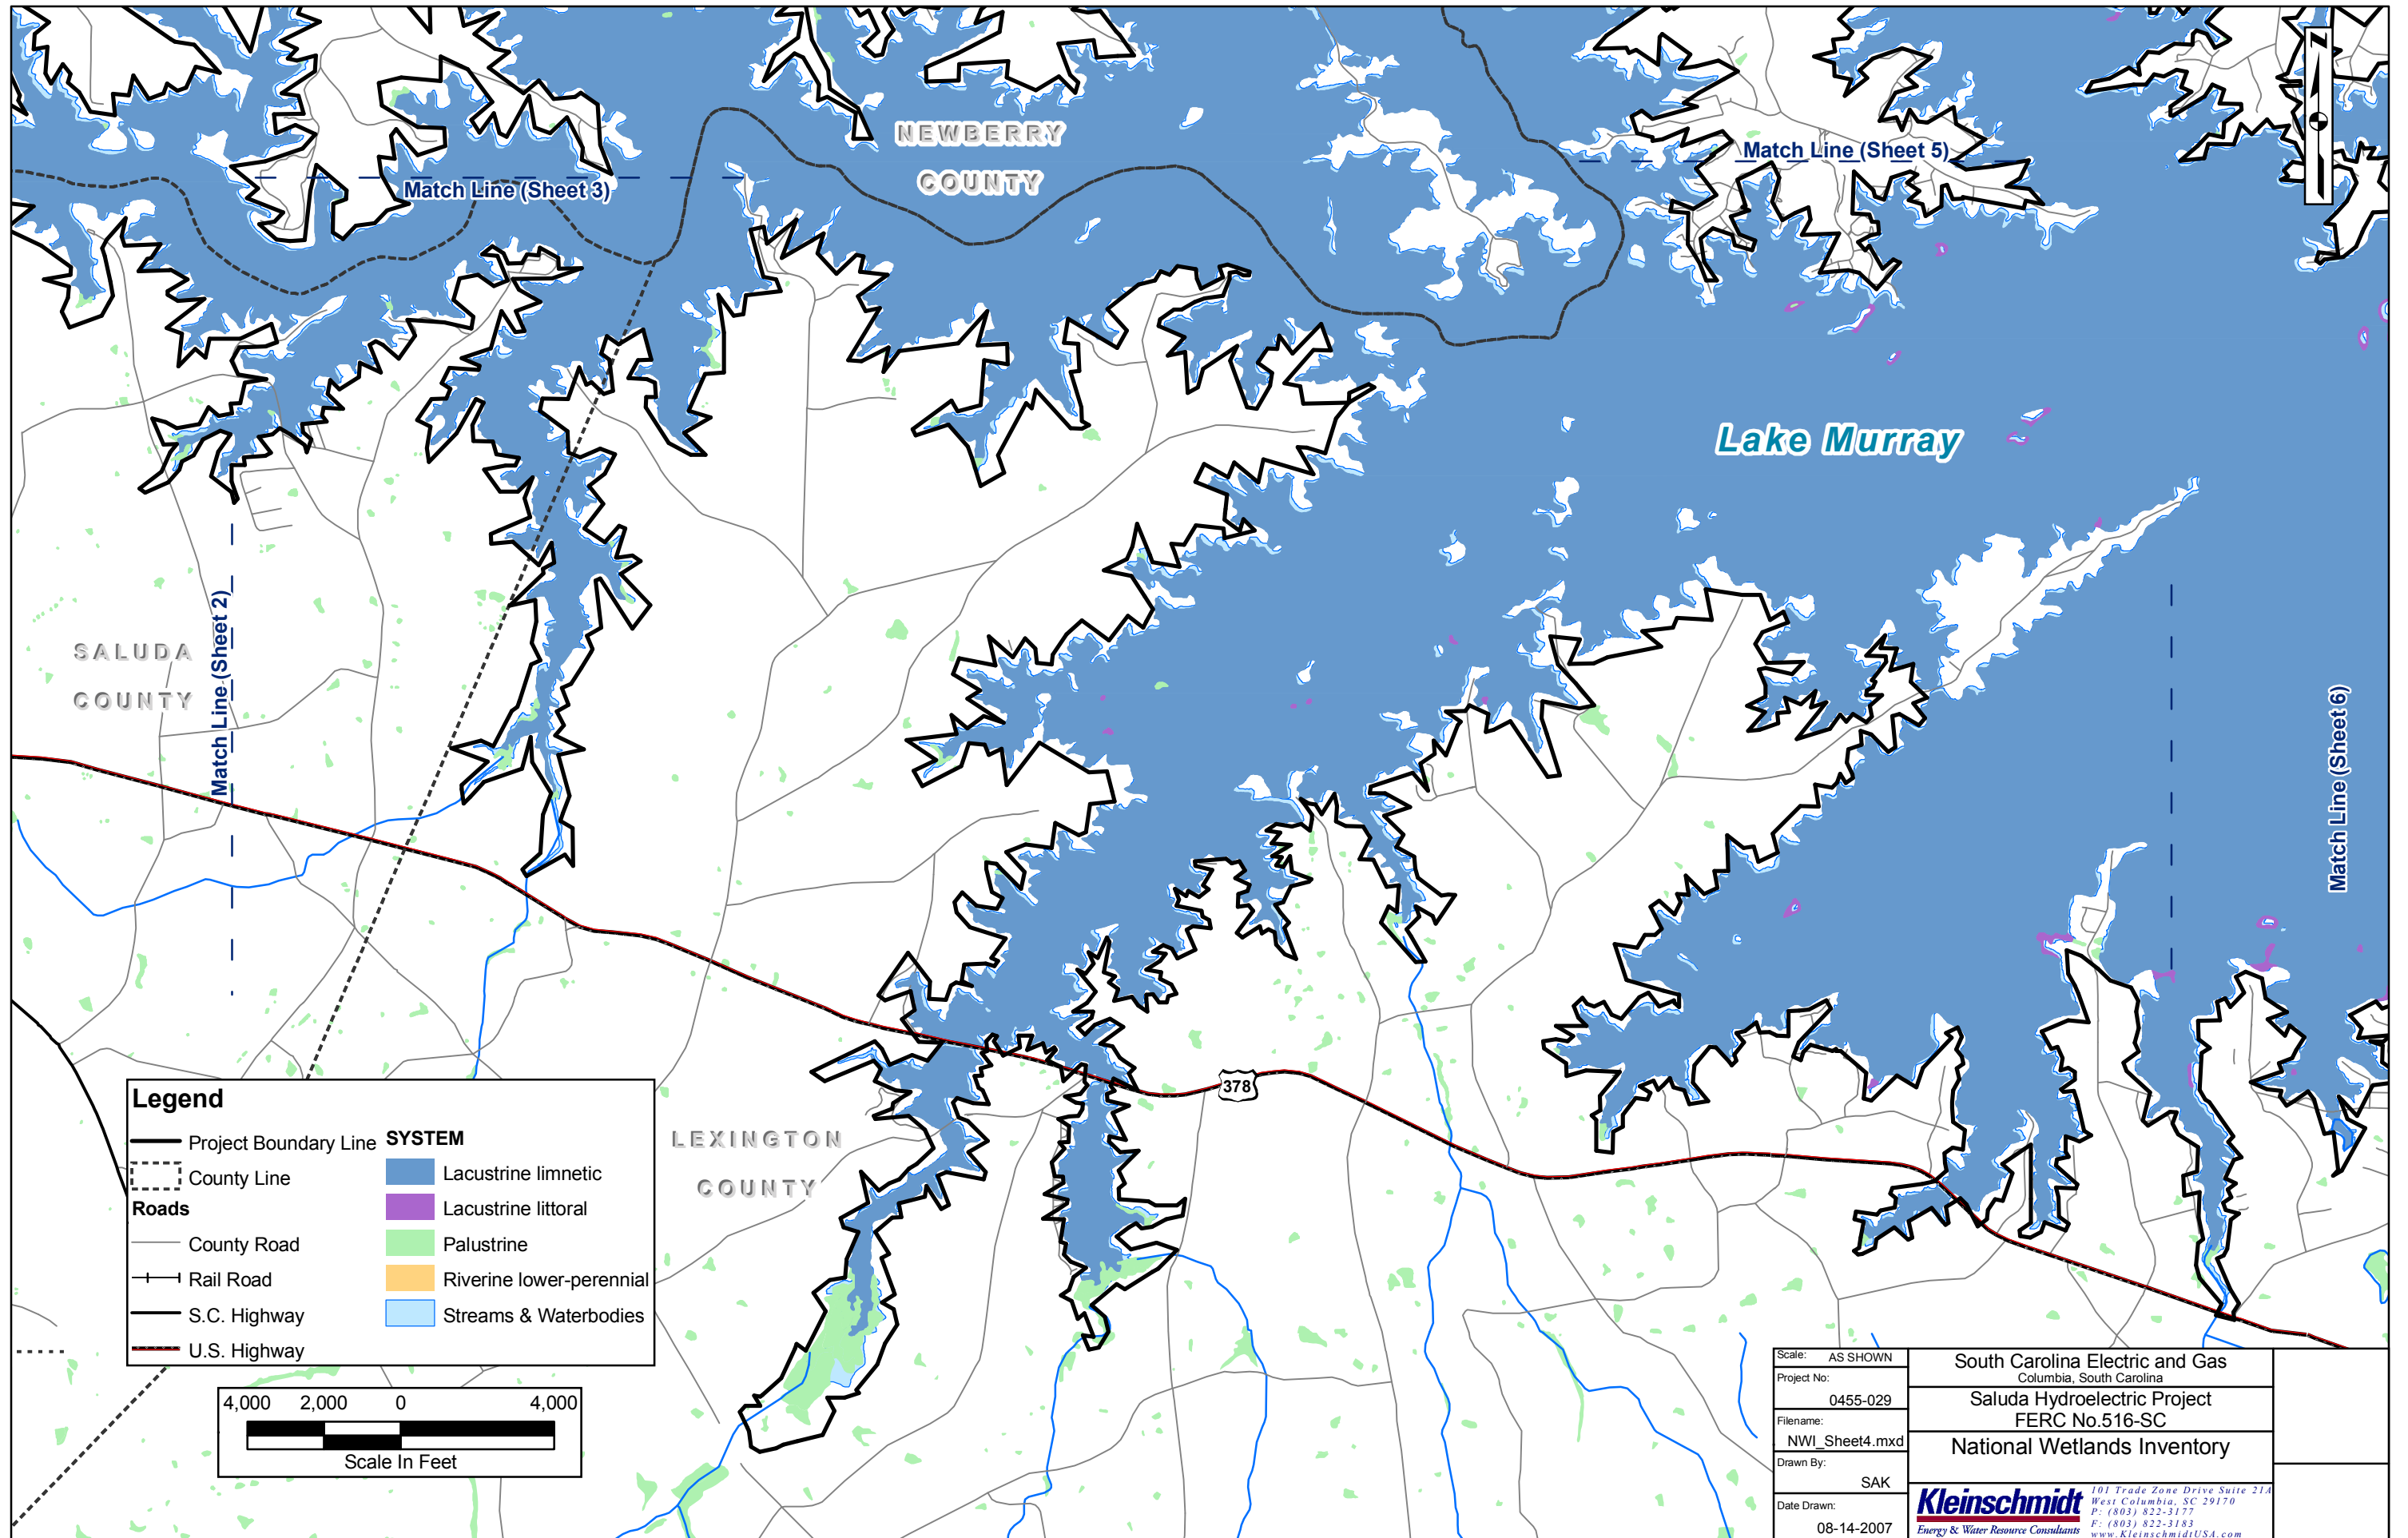 NEWBERRY
COUNTY
Match Line (Sheet 3)
Match Line (Sheet 5)
N
Lake Murray
SALUDA
COUNTY
Match Line (Sheet 2)
Match Line (Sheet 6)
378
LEXINGTON
COUNTY
Legend
Project Boundary Line
County Line
Roads
County Road
Rail Road
S.C. Highway
U.S. Highway
SYSTEM
Lacustrine limnetic
Lacustrine littoral
Palustrine
Riverine lower-perennial
Streams & Waterbodies
4,000 2,000 0 4,000
Scale In Feet
Scale: AS SHOWN
Project No:
0455-029
Filename:
NWI_Sheet4.mxd
Drawn By:
SAK
Date Drawn:
08-14-2007
South Carolina Electric and Gas
Columbia, South Carolina
Saluda Hydroelectric Project
FERC No.516-SC
National Wetlands Inventory
Kleinschmidt
Energy & Water Resource Consultants
101 Trade Zone Drive Suite 21A
West Columbia, SC 29170
P: (803) 822-3177
F: (803) 822-3183
www.KleinschmidtUSA.com